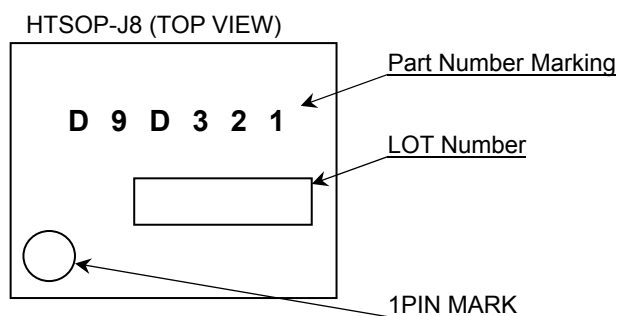 HTSOP-J8 (TOP VIEW)
Part Number Marking
D 9 D 3 2 1
LOT Number
1PIN MARK